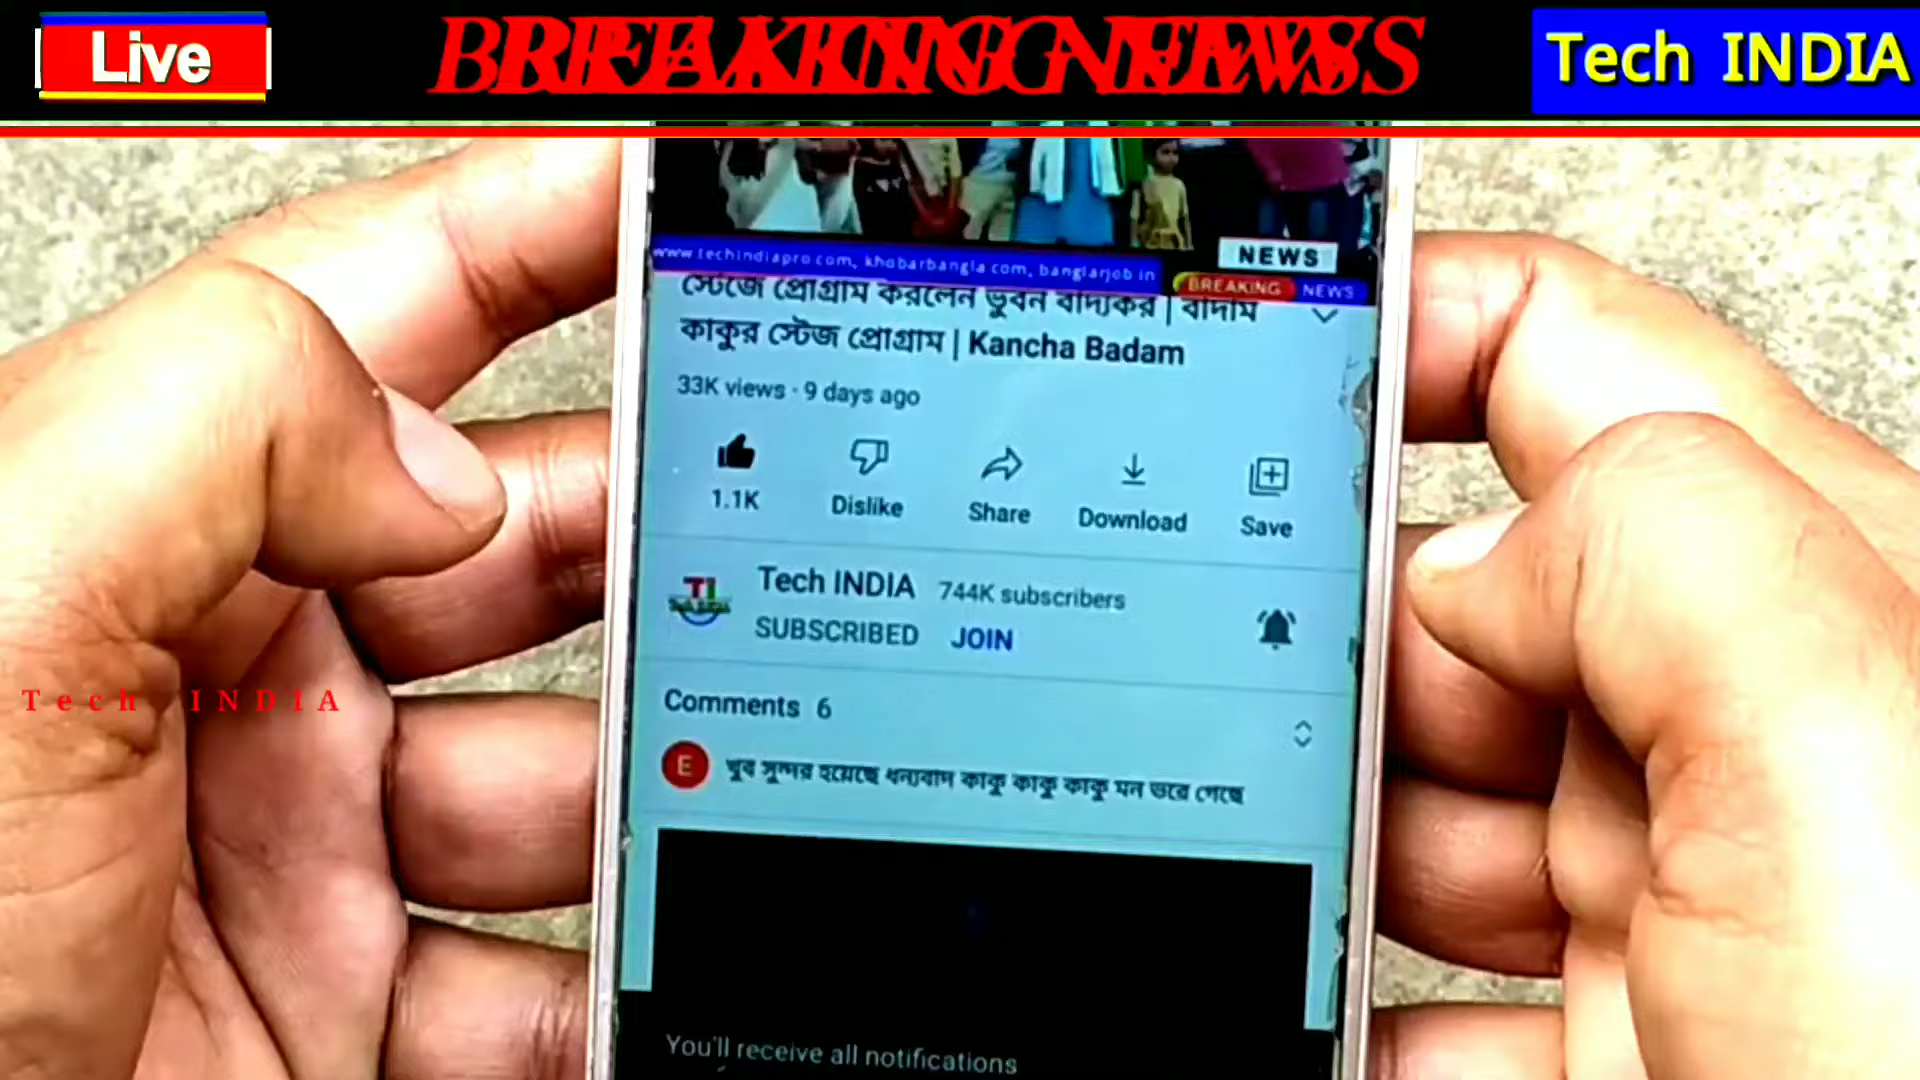 Live
BREAKING NEWS
Tech INDIA
www.techindiapro.com, khobarbangla.com, banglarjob.in
NEWS
BREAKING NEWS
স্টেজে প্রোগ্রাম করলেন ভুবন বাদ্যকর | বাদাম
কাকুর স্টেজ প্রোগ্রাম | Kancha Badam
33K views · 9 days ago
1.1K Dislike Share Download Save
TI
Tech INDIA 744K subscribers
SUBSCRIBED JOIN
Tech INDIA
Comments 6
E খুব সুন্দর হয়েছে ধন্যবাদ কাকু কাকু কাকু মন ভরে গেছে
You'll receive all notifications